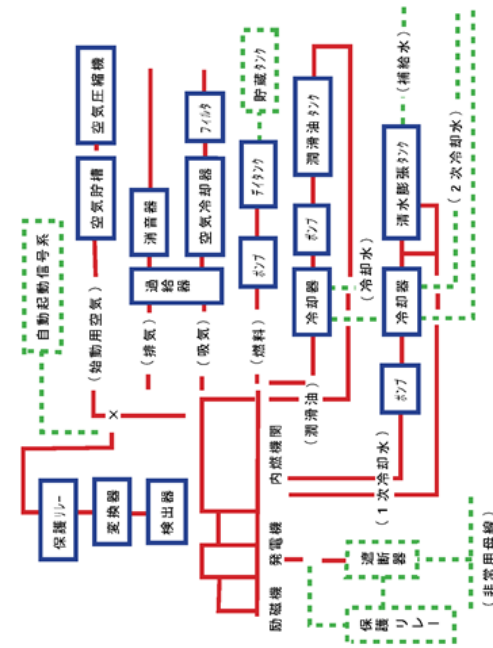 自動起動信号系
空気圧縮機
空気貯槽
(始動用空気)
×
保護リレー
変換器
検出器
消音器
過給器
(排気)
フィルタ
空気冷却器
(吸気)
貯蔵タンク
デイタンク
ポンプ
(燃料)
潤滑油タンク
ポンプ
冷却器
(潤滑油)
(冷却水)
(補給水)
清水膨張タンク
冷却器
ポンプ
(1次冷却水)
(2次冷却水)
内燃機関
発電機
励磁機
遮断器
保護リレー
(非常用母線)